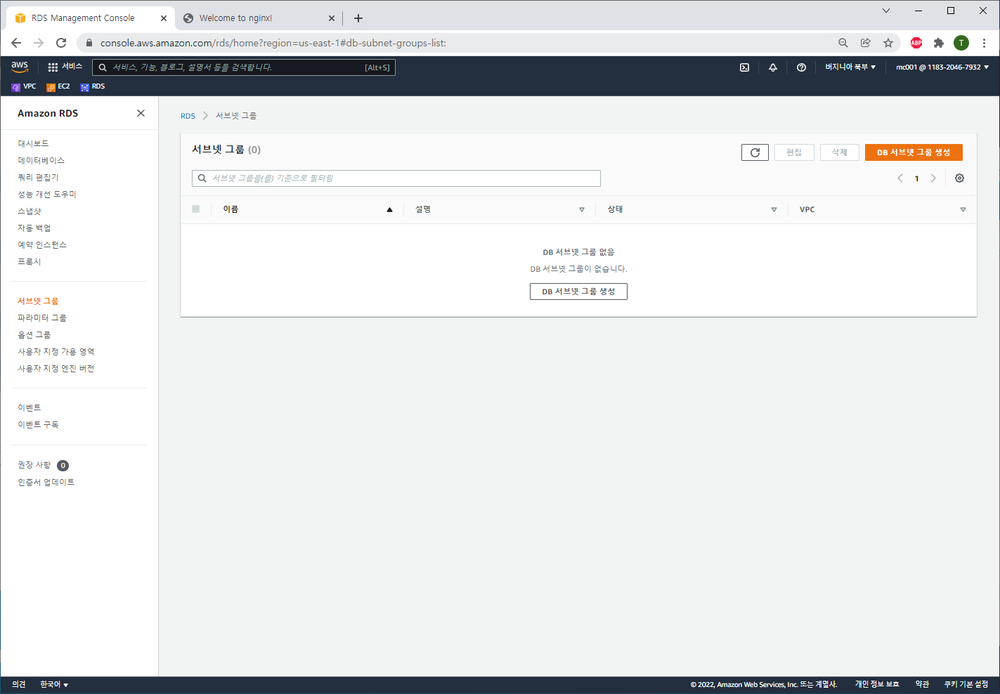 RDS Management Console
Welcome to nginx!
console.aws.amazon.com/rds/home?region=us-east-1#db-subnet-groups-list:
ABP
T
aws
서비스
서비스, 기능, 블로그, 설명서 등을 검색합니다.
[Alt+S]
버지니아 북부
mc001 @ 1183-2046-7932
VPC
EC2
RDS
Amazon RDS
대시보드
데이터베이스
쿼리 편집기
성능 개선 도우미
스냅샷
자동 백업
예약 인스턴스
프록시
서브넷 그룹
파라미터 그룹
옵션 그룹
사용자 지정 가용 영역
사용자 지정 엔진 버전
이벤트
이벤트 구독
권장 사항 0
인증서 업데이트
RDS
서브넷 그룹
서브넷 그룹 (0)
편집
삭제
DB 서브넷 그룹 생성
서브넷 그룹을(를) 기준으로 필터링
1
이름
설명
상태
VPC
DB 서브넷 그룹 없음
DB 서브넷 그룹이 없습니다.
DB 서브넷 그룹 생성
의견
한국어
© 2022, Amazon Web Services, Inc. 또는 계열사.
개인 정보 보호
약관
쿠키 기본 설정